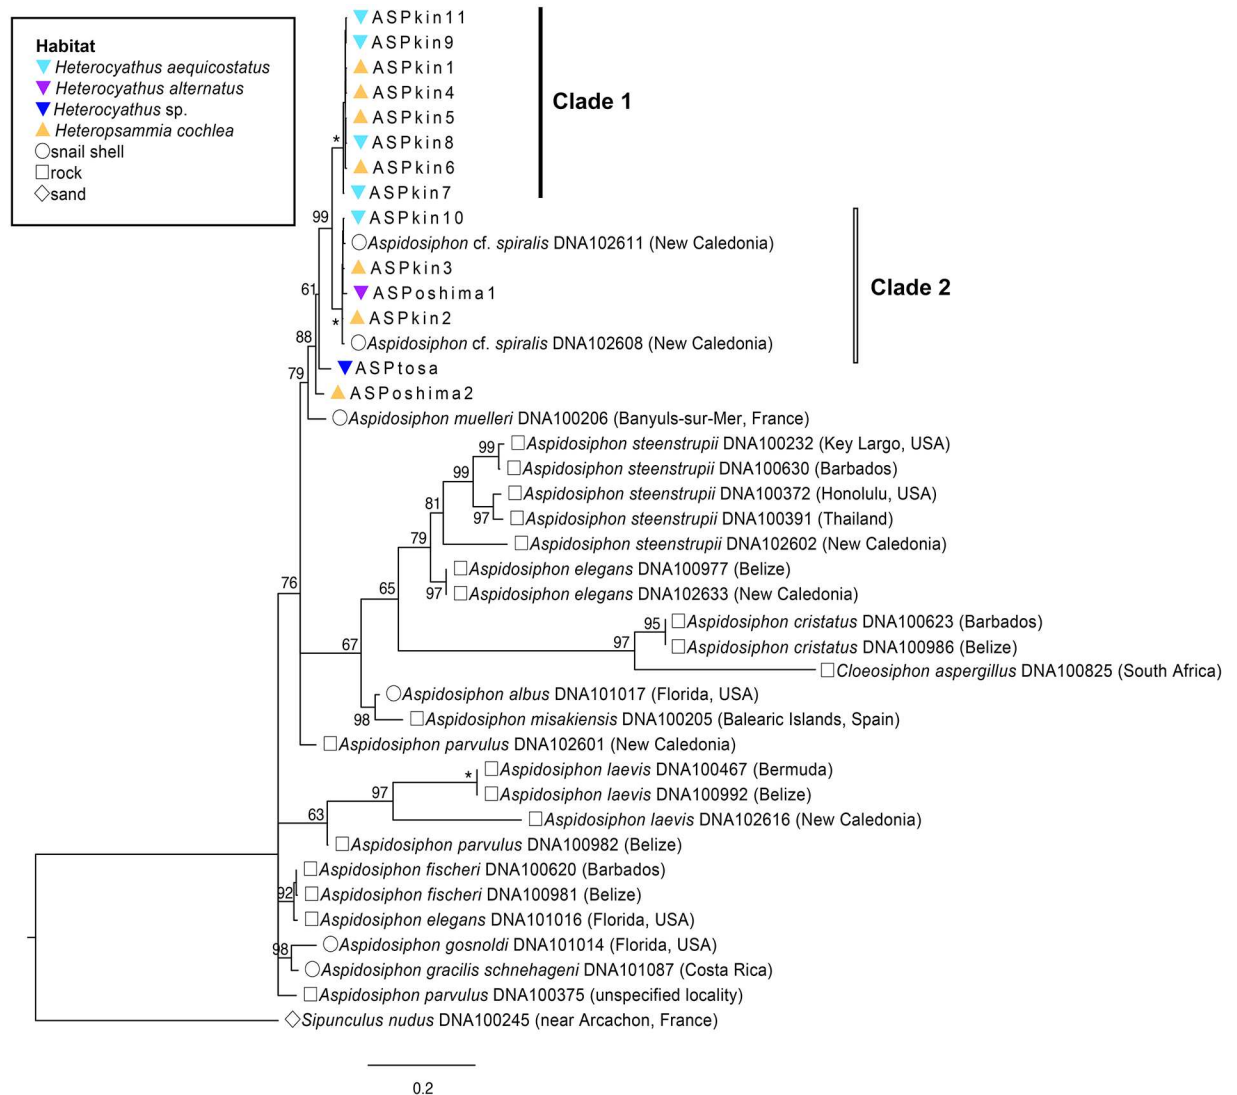 Habitat
Heterocyathus aequicostatus
Heterocyathus alternatus
Heterocyathus sp.
Heteropsammia cochlea
snail shell
rock
sand
ASPkin11
ASPkin9
ASPkin1
ASPkin4
Clade 1
ASPkin5
ASPkin8
*
ASPkin6
ASPkin7
99
ASPkin10
Aspidosiphon cf. spiralis DNA102611 (New Caledonia)
ASPkin3
61
ASPoshima1
Clade 2
*
ASPkin2
88
Aspidosiphon cf. spiralis DNA102608 (New Caledonia)
ASPtosa
79
ASPoshima2
Aspidosiphon muelleri DNA100206 (Banyuls-sur-Mer, France)
99
Aspidosiphon steenstrupii DNA100232 (Key Largo, USA)
99
Aspidosiphon steenstrupii DNA100630 (Barbados)
81
Aspidosiphon steenstrupii DNA100372 (Honolulu, USA)
97
Aspidosiphon steenstrupii DNA100391 (Thailand)
79
Aspidosiphon steenstrupii DNA102602 (New Caledonia)
Aspidosiphon elegans DNA100977 (Belize)
76
65
97
Aspidosiphon elegans DNA102633 (New Caledonia)
95
Aspidosiphon cristatus DNA100623 (Barbados)
67
97
Aspidosiphon cristatus DNA100986 (Belize)
Cloeosiphon aspergillus DNA100825 (South Africa)
Aspidosiphon albus DNA101017 (Florida, USA)
98
Aspidosiphon misakiensis DNA100205 (Balearic Islands, Spain)
Aspidosiphon parvulus DNA102601 (New Caledonia)
*
Aspidosiphon laevis DNA100467 (Bermuda)
97
Aspidosiphon laevis DNA100992 (Belize)
63
Aspidosiphon laevis DNA102616 (New Caledonia)
Aspidosiphon parvulus DNA100982 (Belize)
Aspidosiphon fischeri DNA100620 (Barbados)
92
Aspidosiphon fischeri DNA100981 (Belize)
Aspidosiphon elegans DNA101016 (Florida, USA)
98
Aspidosiphon gosnoldi DNA101014 (Florida, USA)
Aspidosiphon gracilis schnehageni DNA101087 (Costa Rica)
Aspidosiphon parvulus DNA100375 (unspecified locality)
Sipunculus nudus DNA100245 (near Arcachon, France)
0.2